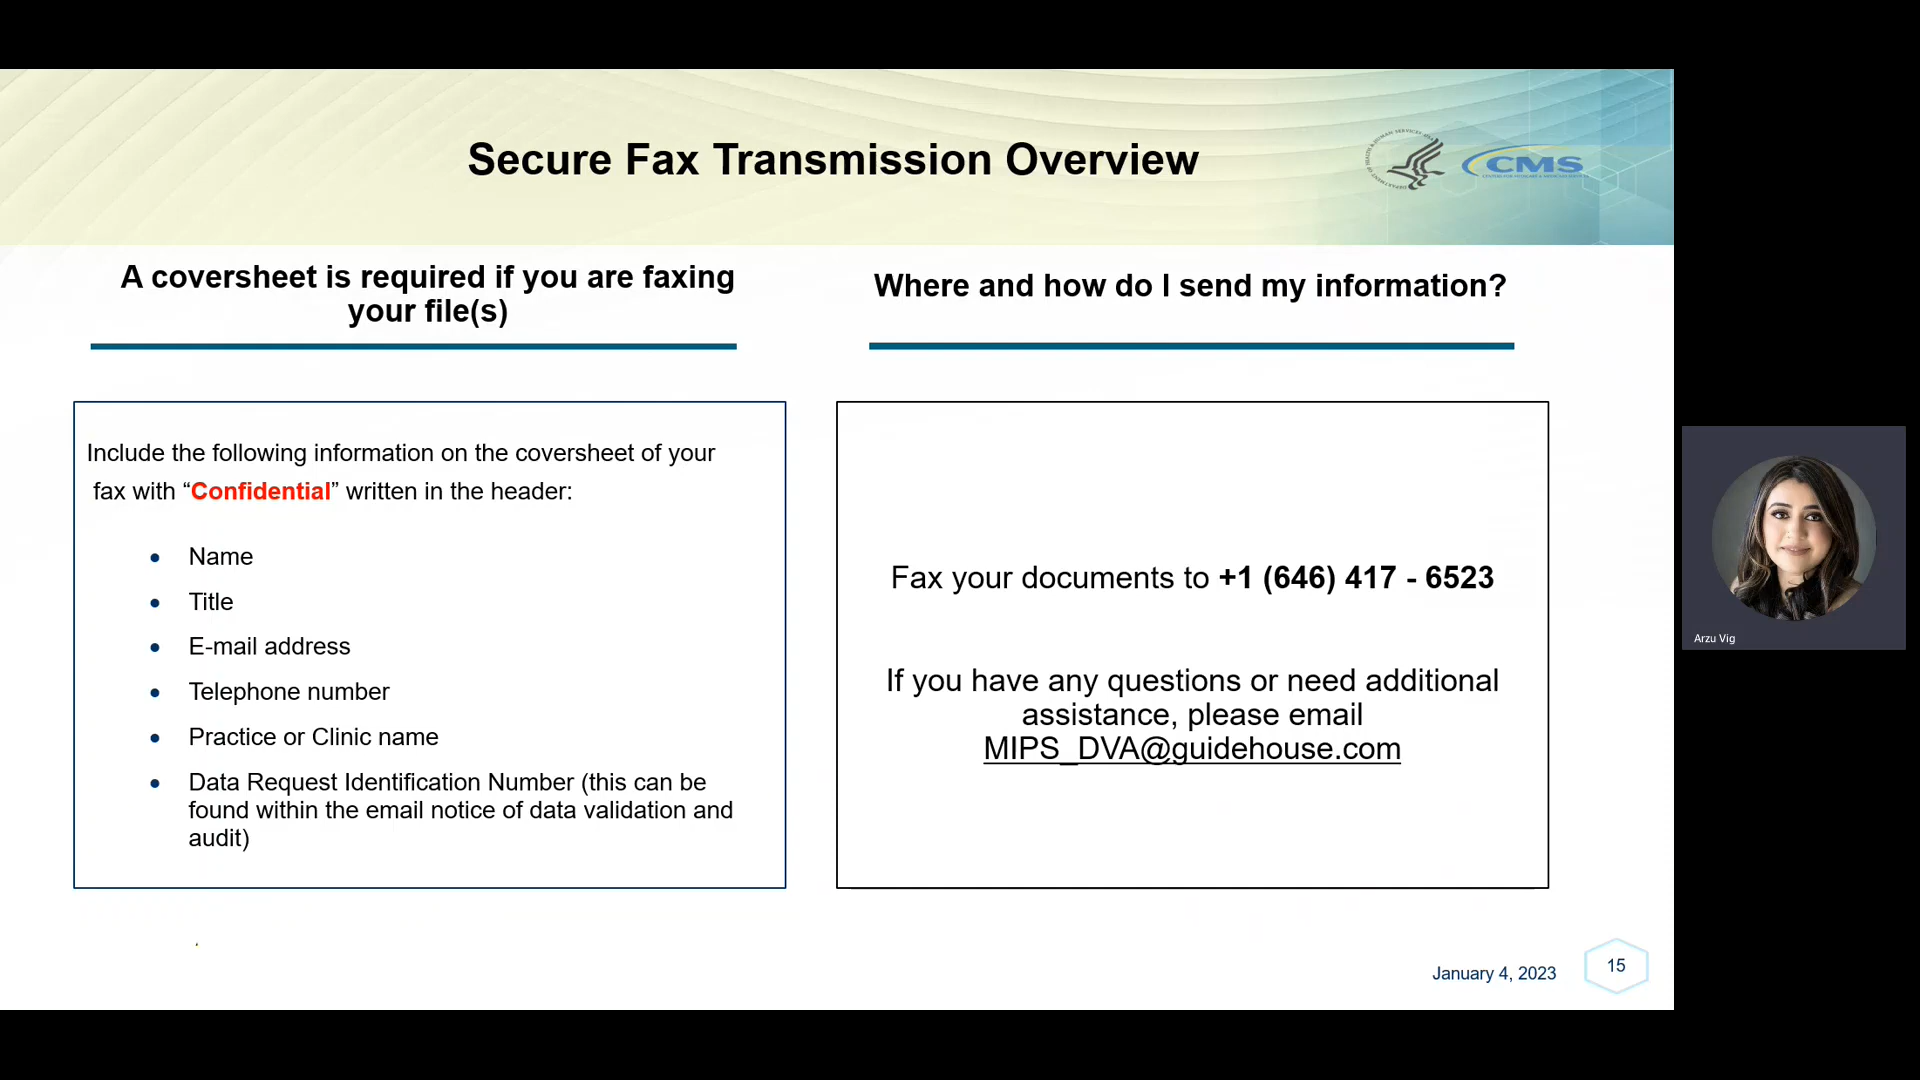 Secure Fax Transmission Overview
CMS
A coversheet is required if you are faxing
your file(s)
Where and how do I send my information?
Include the following information on the coversheet of your
fax with “Confidential” written in the header:
• Name
• Title
• E-mail address
• Telephone number
• Practice or Clinic name
• Data Request Identification Number (this can be
found within the email notice of data validation and
audit)
Fax your documents to +1 (646) 417 - 6523
If you have any questions or need additional
assistance, please email
MIPS_DVA@guidehouse.com
Arzu Vig
January 4, 2023
15